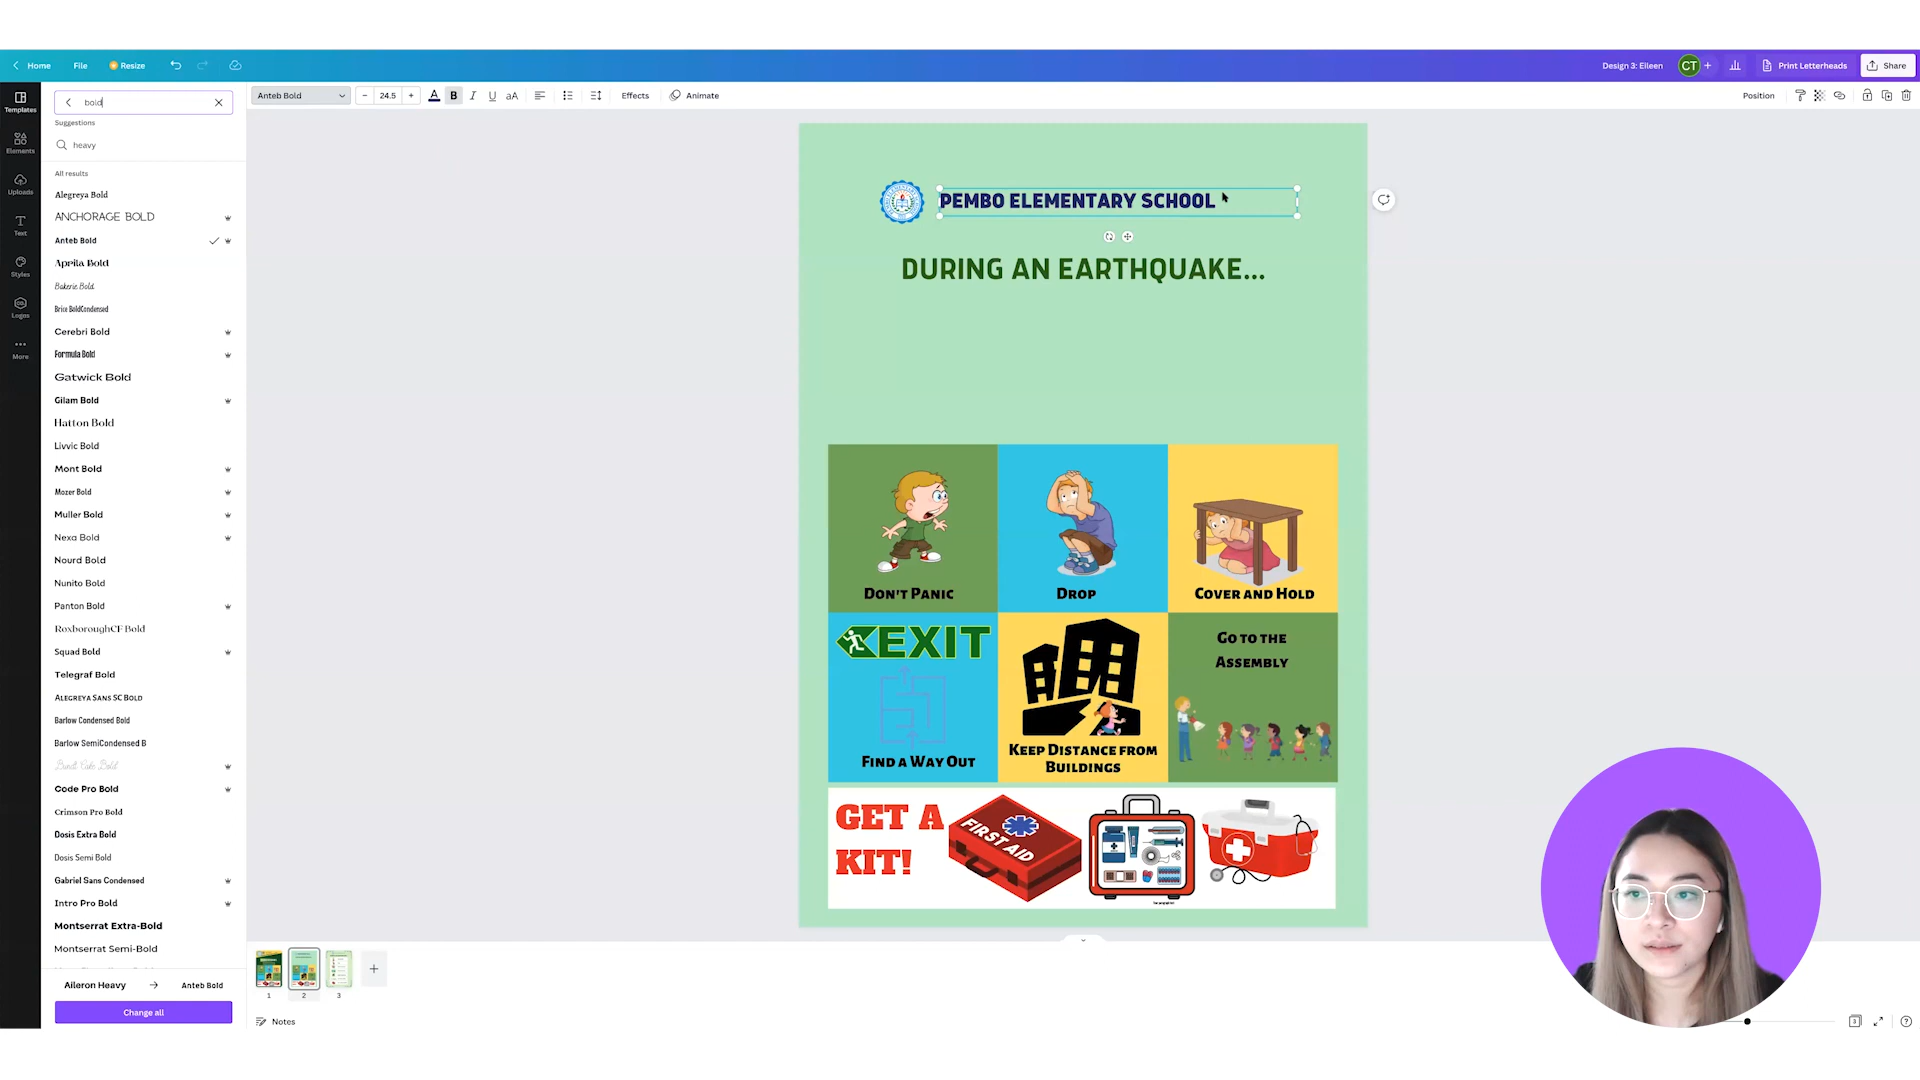 Home
File
Resize
Design 3: Eileen
CT
Print Letterheads
Share
Templates
Elements
Uploads
Text
Styles
Logos
More
bold
Suggestions
heavy
All results
Alegreya Bold
ANCHORAGE BOLD
Anteb Bold
Aprila Bold
Bakerie Bold
Brice BoldCondensed
Cerebri Bold
Formula Bold
Gatwick Bold
Gilam Bold
Hatton Bold
Livvic Bold
Mont Bold
Mozer Bold
Muller Bold
Nexa Bold
Nourd Bold
Nunito Bold
Panton Bold
RoxboroughCF Bold
Squad Bold
Telegraf Bold
ALEGREYA SANS SC BOLD
Barlow Condensed Bold
Barlow SemiCondensed B
Code Pro Bold
Crimson Pro Bold
Dosis Extra Bold
Dosis Semi Bold
Gabriel Sans Condensed
Intro Pro Bold
Montserrat Extra-Bold
Montserrat Semi-Bold
Aileron Heavy
Anteb Bold
Change all
Anteb Bold
24.5
A
B
I
U
aA
Effects
Animate
Position
PEMBO ELEMENTARY SCHOOL
DURING AN EARTHQUAKE...
DON'T PANIC
DROP
COVER AND HOLD
EXIT
FIND A WAY OUT
KEEP DISTANCE FROM
BUILDINGS
GO TO THE
ASSEMBLY
GET A
KIT!
FIRST AID
1
2
3
Notes
3